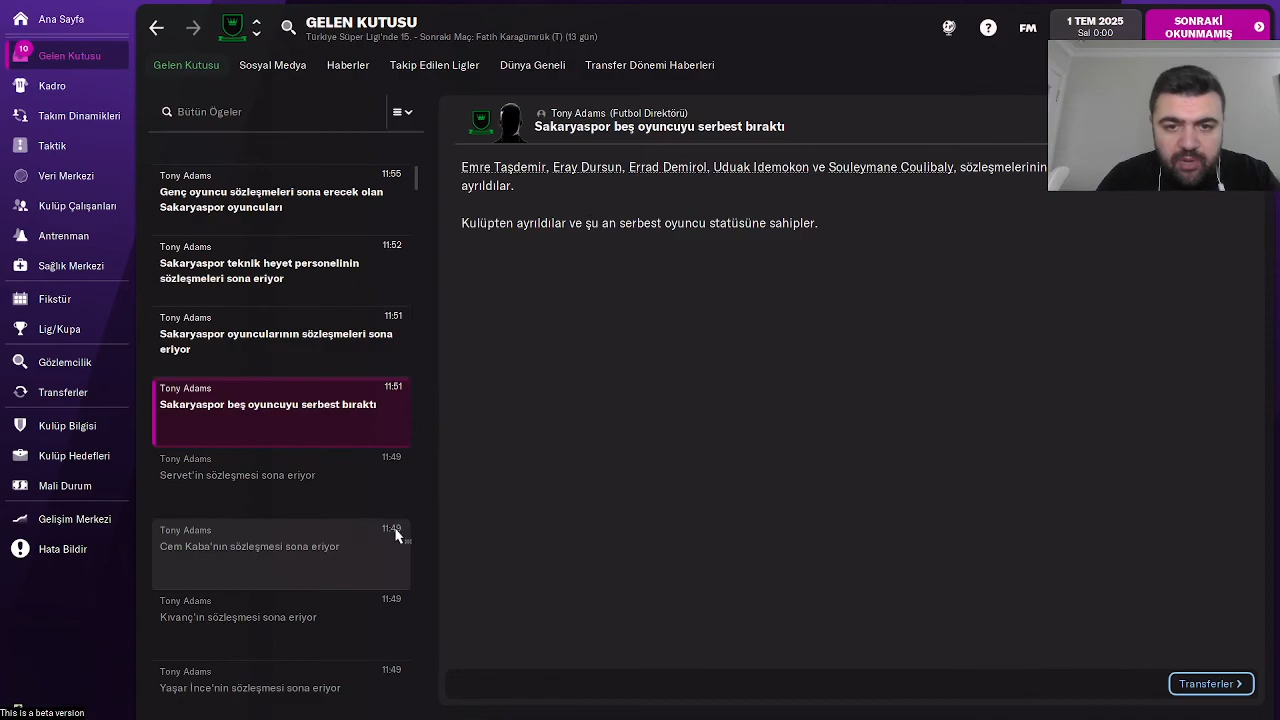 Ana Sayfa
10
Gelen Kutusu
Kadro
Takım Dinamikleri
Taktik
Veri Merkezi
Kulüp Çalışanları
Antrenman
Sağlık Merkezi
Fikstür
Lig/Kupa
Gözlemcilik
Transferler
Kulüp Bilgisi
Kulüp Hedefleri
Mali Durum
Gelişim Merkezi
Hata Bildir
This is a beta version
GELEN KUTUSU
Türkiye Süper Ligi'nde 15. - Sonraki Maç: Fatih Karagümrük (T) (13 gün)
FM
1 TEM 2025
Sal 0:00
SONRAKİ
OKUNMAMIŞ
Gelen Kutusu
Sosyal Medya
Haberler
Takip Edilen Ligler
Dünya Geneli
Transfer Dönemi Haberleri
Bütün Ögeler
Tony Adams 11:55
Genç oyuncu sözleşmeleri sona erecek olan
Sakaryaspor oyuncuları
Tony Adams 11:52
Sakaryaspor teknik heyet personelinin
sözleşmeleri sona eriyor
Tony Adams 11:51
Sakaryaspor oyuncularının sözleşmeleri sona
eriyor
Tony Adams 11:51
Sakaryaspor beş oyuncuyu serbest bıraktı
Tony Adams 11:49
Servet'in sözleşmesi sona eriyor
Tony Adams 11:49
Cem Kaba'nın sözleşmesi sona eriyor
Tony Adams 11:49
Kıvanç'ın sözleşmesi sona eriyor
Tony Adams 11:49
Yaşar İnce'nin sözleşmesi sona eriyor
Tony Adams (Futbol Direktörü)
Sakaryaspor beş oyuncuyu serbest bıraktı
Emre Taşdemir, Eray Dursun, Errad Demirol, Uduak Idemokon ve Souleymane Coulibaly, sözleşmelerinin
ayrıldılar.
Kulüpten ayrıldılar ve şu an serbest oyuncu statüsüne sahipler.
Transferler